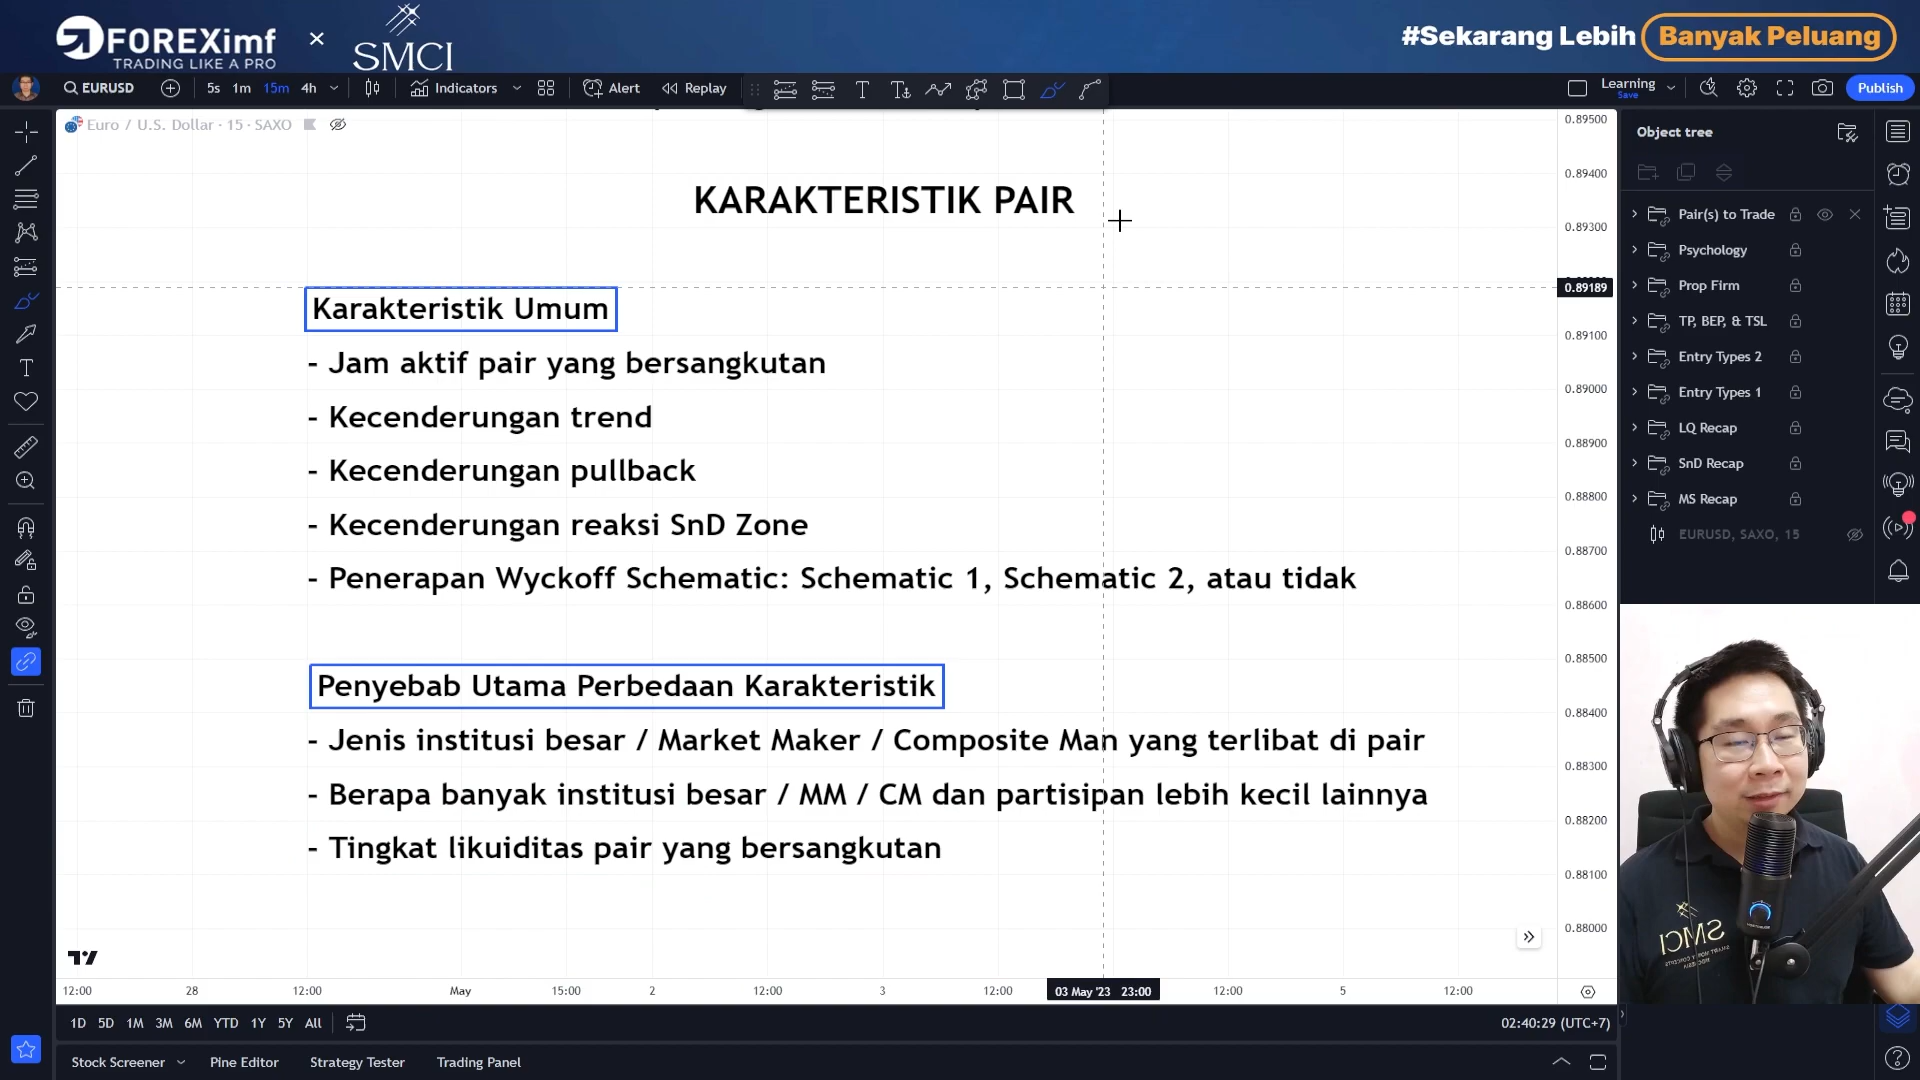 FOREXimf
TRADING LIKE A PRO
×
SMCI
#Sekarang Lebih Banyak Peluang
EURUSD
5s 1m 15m 4h
Indicators
Alert
Replay
Learning
Save
Publish
Euro / U.S. Dollar · 15 · SAXO
KARAKTERISTIK PAIR
Karakteristik Umum
- Jam aktif pair yang bersangkutan
- Kecenderungan trend
- Kecenderungan pullback
- Kecenderungan reaksi SnD Zone
- Penerapan Wyckoff Schematic: Schematic 1, Schematic 2, atau tidak
Penyebab Utama Perbedaan Karakteristik
- Jenis institusi besar / Market Maker / Composite Man yang terlibat di pair
- Berapa banyak institusi besar / MM / CM dan partisipan lebih kecil lainnya
- Tingkat likuiditas pair yang bersangkutan
0.89500
0.89400
0.89300
0.89189
0.89100
0.89000
0.88900
0.88800
0.88700
0.88600
0.88500
0.88400
0.88300
0.88200
0.88100
0.88000
Object tree
Pair(s) to Trade
Psychology
Prop Firm
TP, BEP, & TSL
Entry Types 2
Entry Types 1
LQ Recap
SnD Recap
MS Recap
EURUSD, SAXO, 15
SMCI
12:00 28 12:00 May 15:00 2 12:00 3 12:00 03 May '23 23:00 12:00 5 12:00
1D 5D 1M 3M 6M YTD 1Y 5Y All
02:40:29 (UTC+7)
Stock Screener
Pine Editor
Strategy Tester
Trading Panel